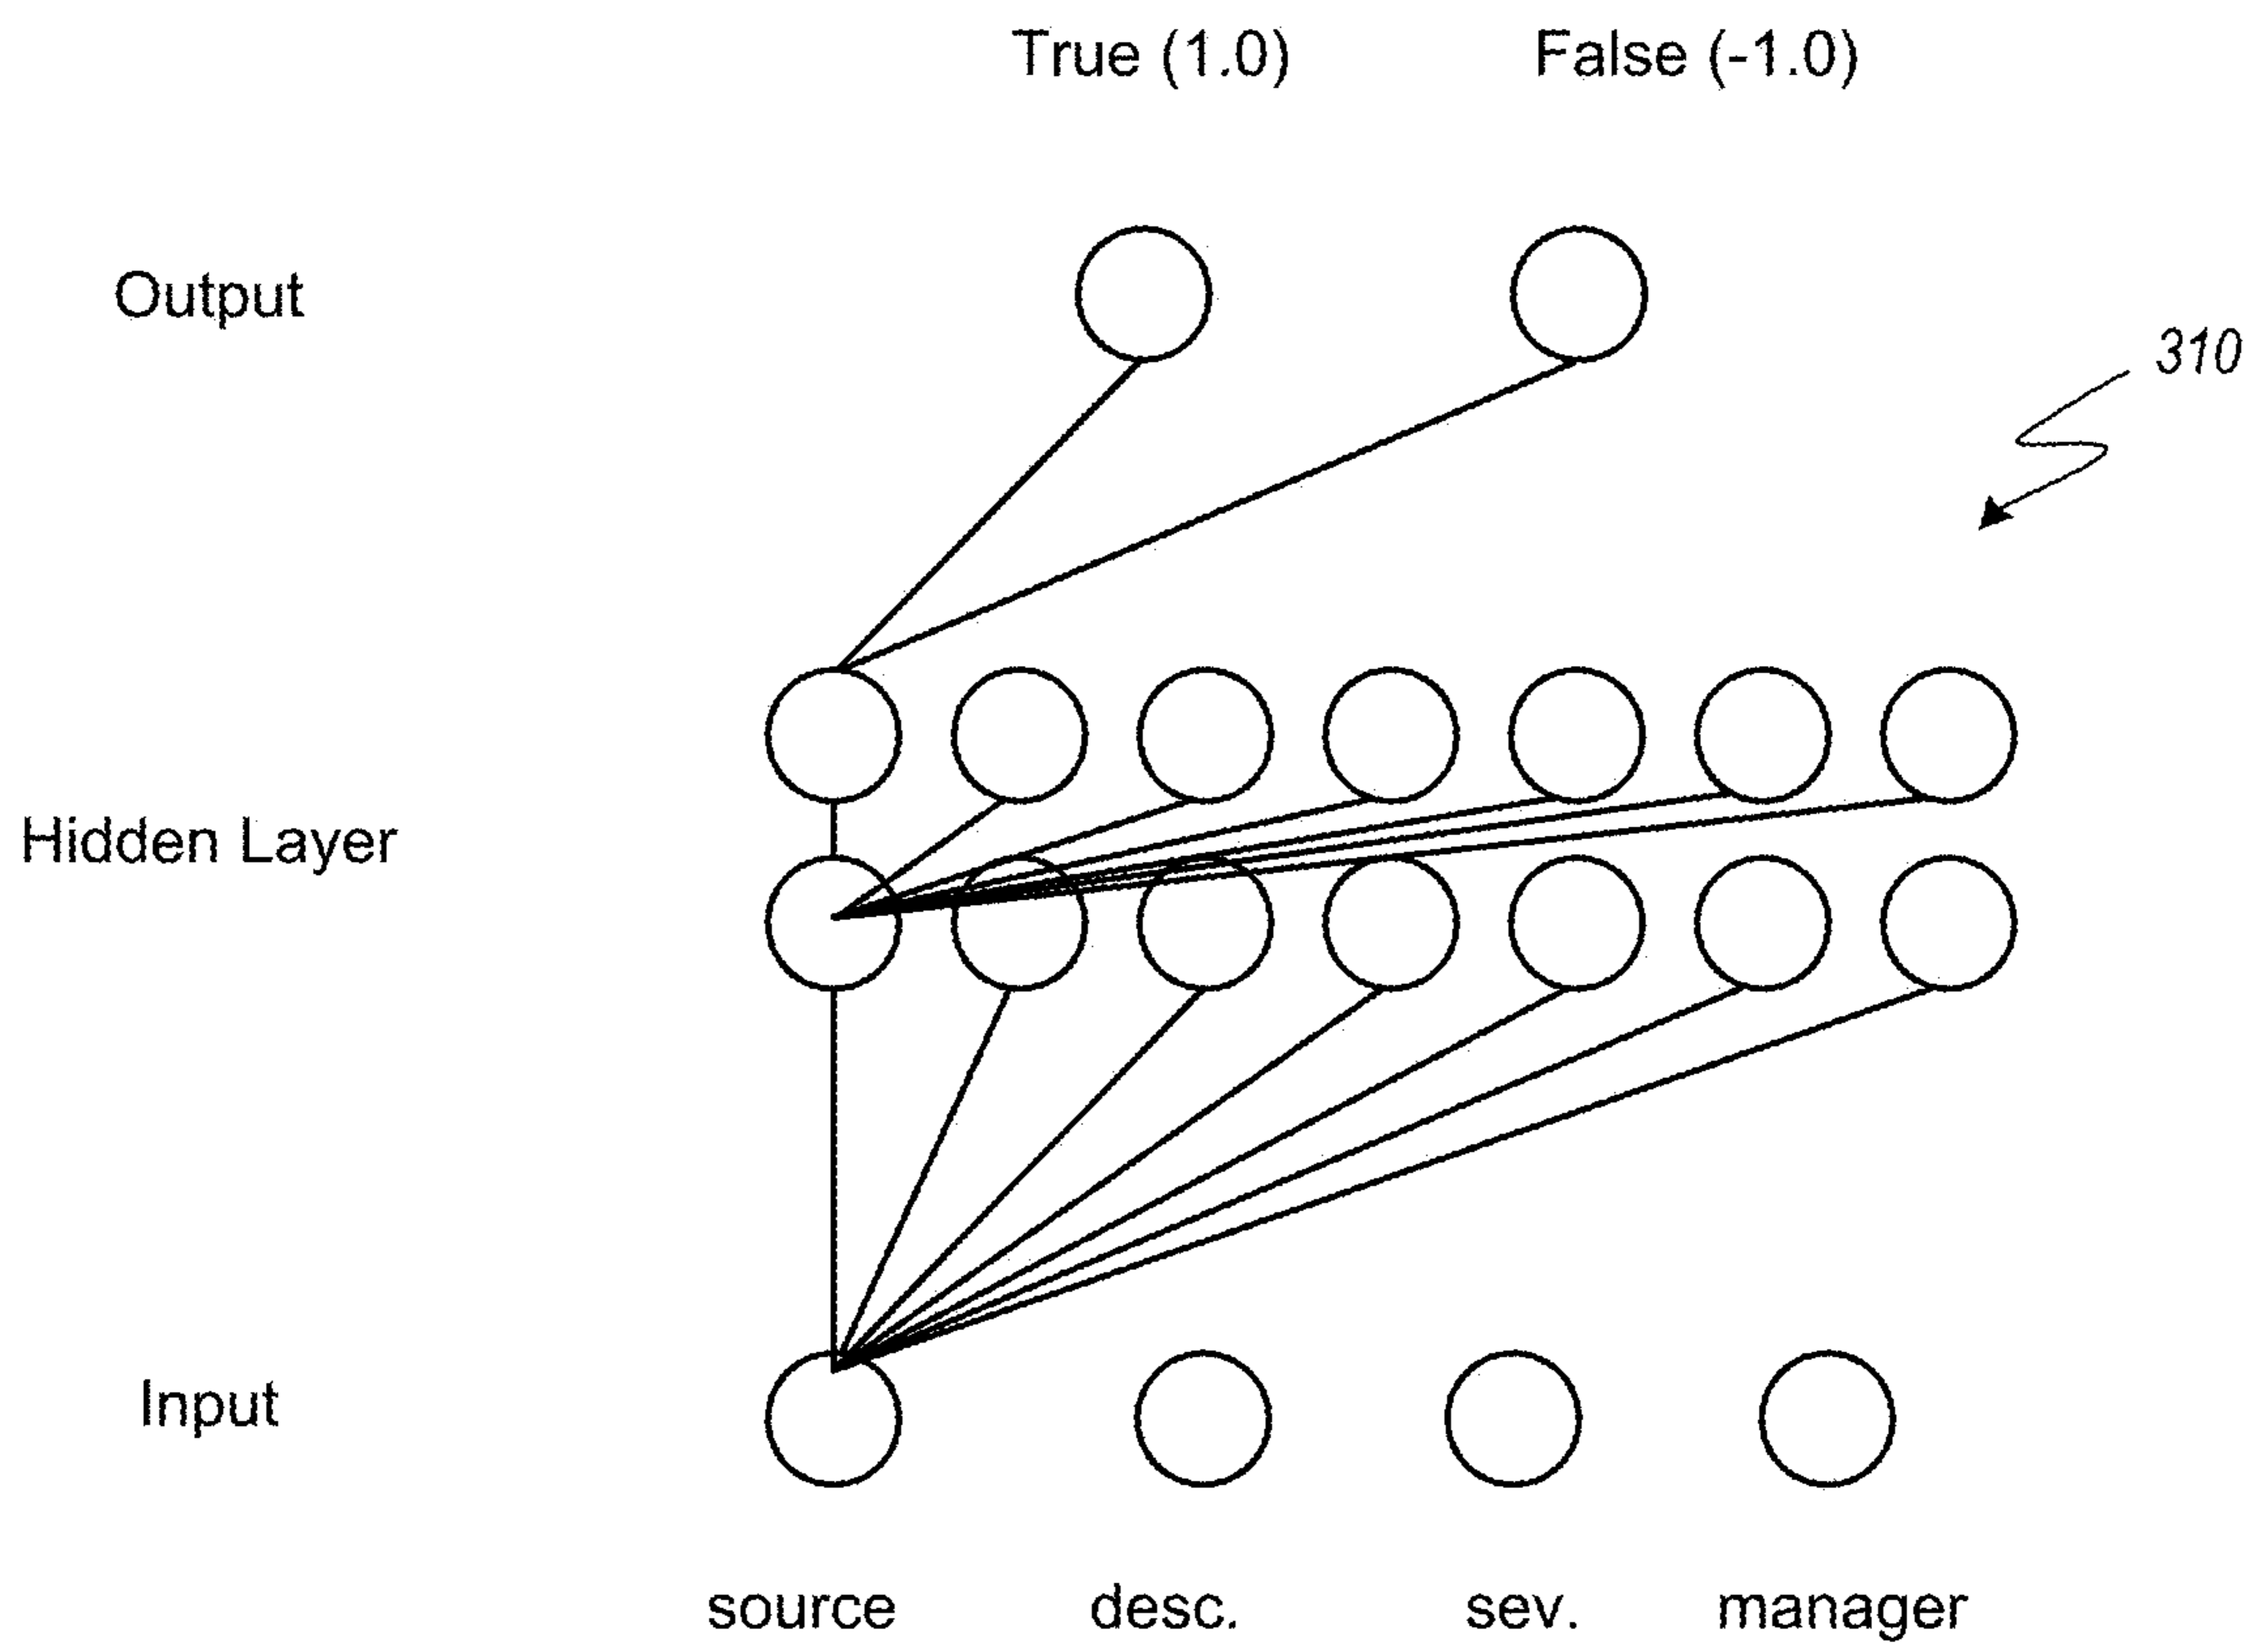 True (1.0) False (-1.0)
Output
310
Hidden Layer
Input
source desc. sev. manager